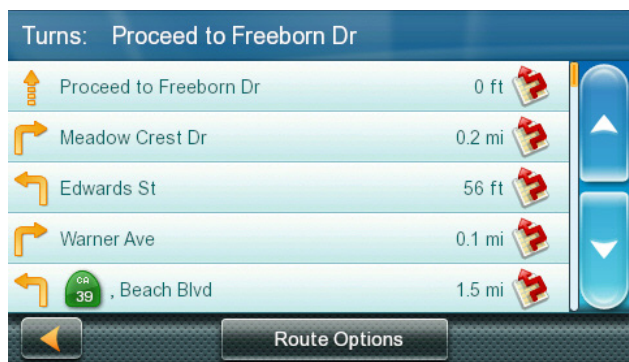 Turns: Proceed to Freeborn Dr
Proceed to Freeborn Dr 0 ft
Meadow Crest Dr 0.2 mi
Edwards St 56 ft
Warner Ave 0.1 mi
CA 39 , Beach Blvd 1.5 mi
Route Options